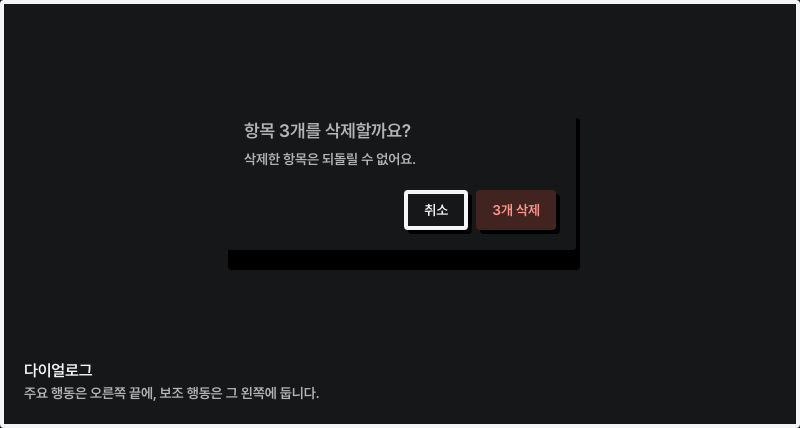 항목 3개를 삭제할까요?
삭제한 항목은 되돌릴 수 없어요.
취소
3개 삭제
다이얼로그
주요 행동은 오른쪽 끝에, 보조 행동은 그 왼쪽에 둡니다.